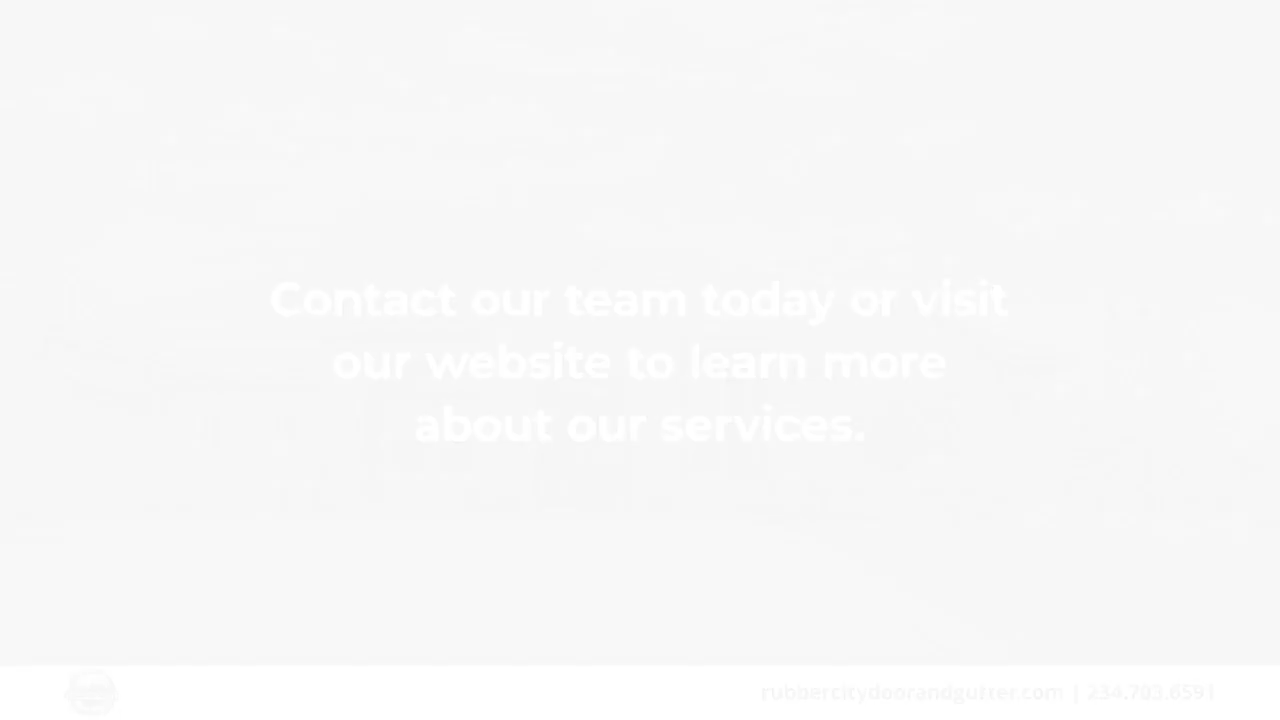 Contact our team today or visit
our website to learn more
about our services.
rubbercitydoorandgutter.com | 234.703.6591